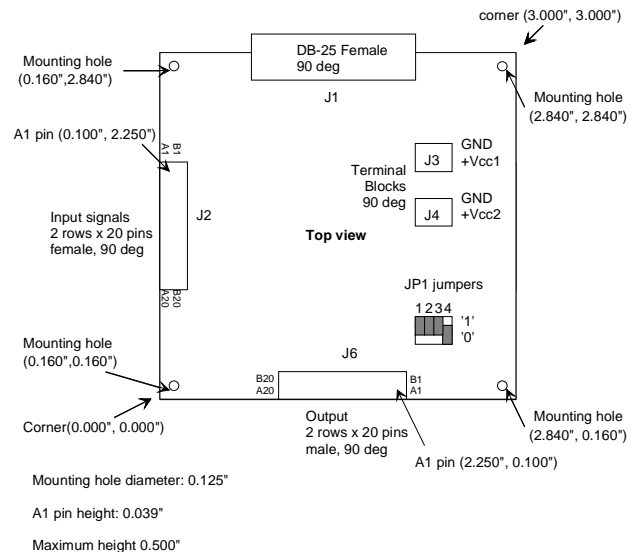 corner (3.000", 3.000")
DB-25 Female
90 deg
J1
Mounting hole
(0.160",2.840")
Mounting hole
(2.840", 2.840")
A1 pin (0.100", 2.250")
A1
B1
J3
GND
+Vcc1
Terminal
Blocks
90 deg
J4
GND
+Vcc2
Input signals
2 rows x 20 pins
female, 90 deg
J2
Top view
A20
B20
JP1 jumpers
1234
'1'
'0'
Mounting hole
(0.160",0.160")
J6
B20
A20
B1
A1
Corner(0.000", 0.000")
Output
2 rows x 20 pins
male, 90 deg
Mounting hole
(2.840", 0.160")
A1 pin (2.250", 0.100")
Mounting hole diameter: 0.125"
A1 pin height: 0.039"
Maximum height 0.500"